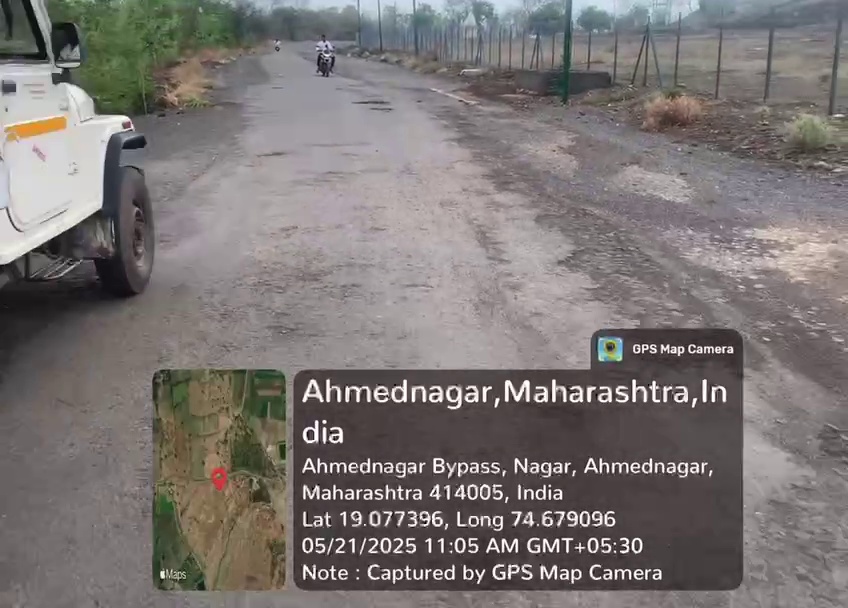 GPS Map Camera
Ahmednagar,Maharashtra,In
dia
Ahmednagar Bypass, Nagar, Ahmednagar,
Maharashtra 414005, India
Lat 19.077396, Long 74.679096
05/21/2025 11:05 AM GMT+05:30
Note : Captured by GPS Map Camera
Maps